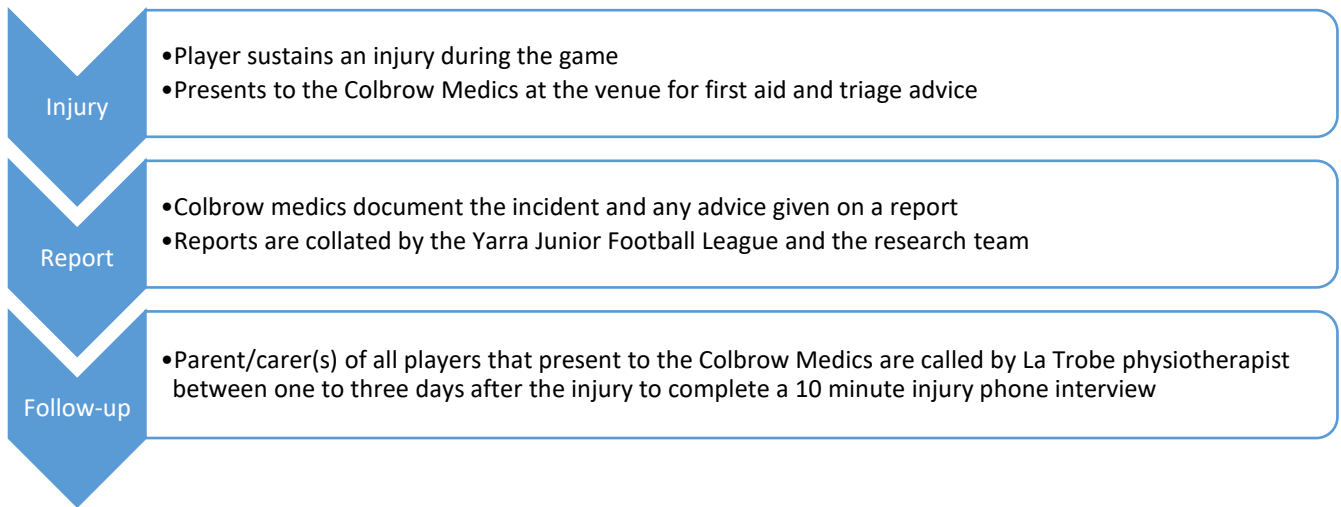 Injury
•Player sustains an injury during the game
•Presents to the Colbrow Medics at the venue for first aid and triage advice
Report
•Colbrow medics document the incident and any advice given on a report
•Reports are collated by the Yarra Junior Football League and the research team
Follow-up
•Parent/carer(s) of all players that present to the Colbrow Medics are called by La Trobe physiotherapist
between one to three days after the injury to complete a 10 minute injury phone interview